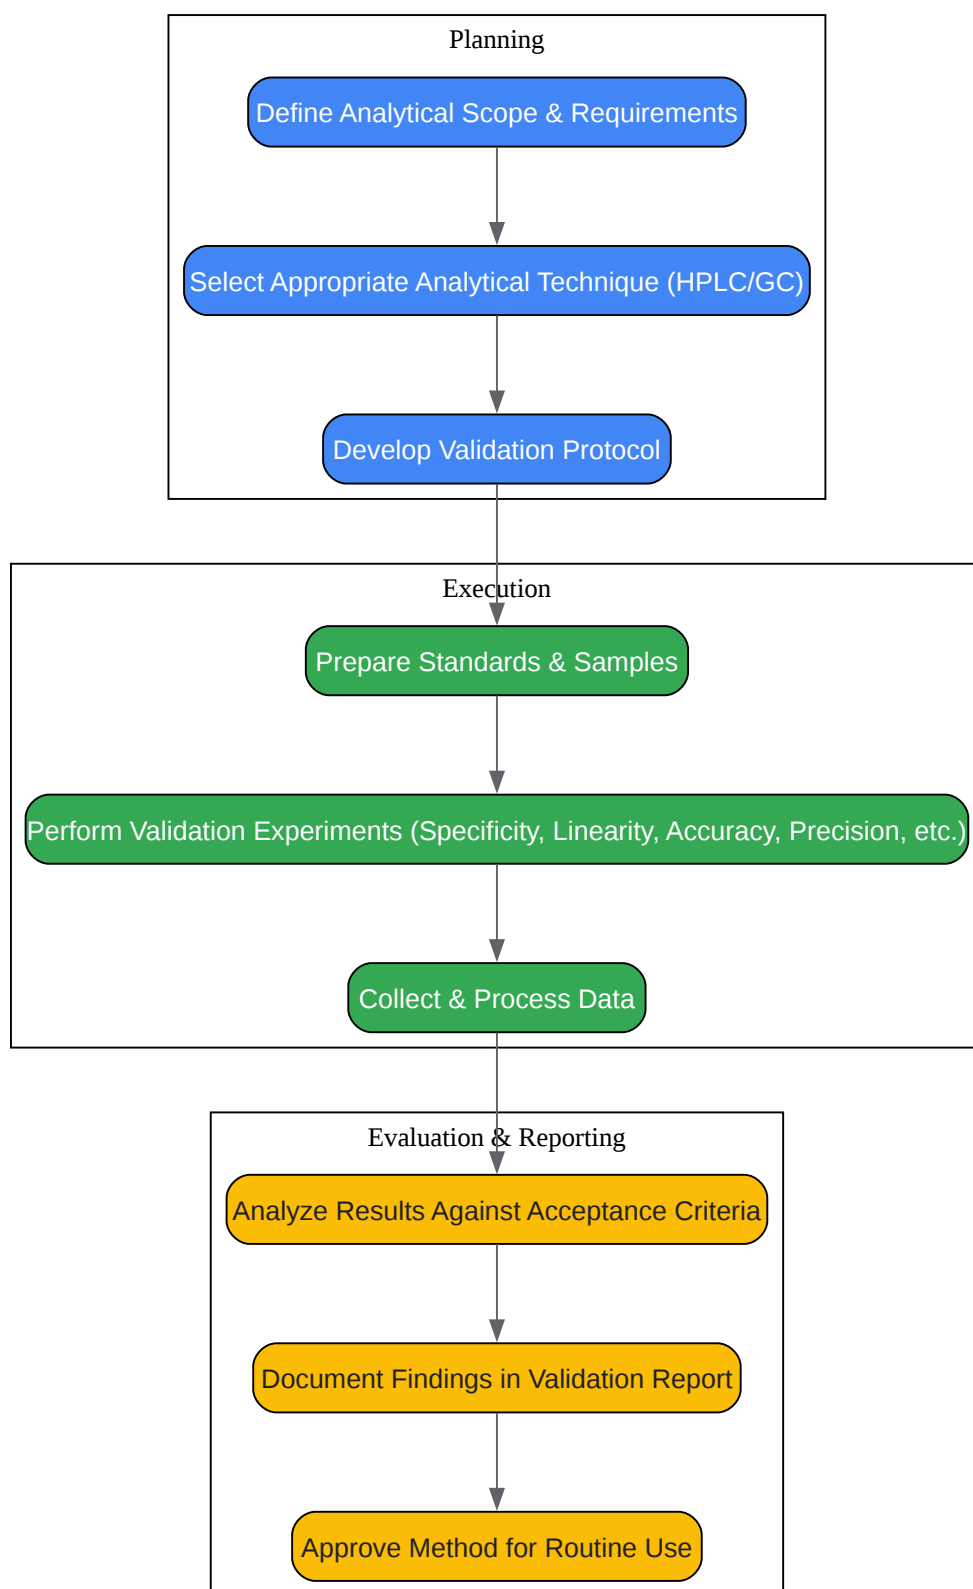 Planning
Define Analytical Scope & Requirements
Select Appropriate Analytical Technique (HPLC/GC)
Develop Validation Protocol
Execution
Prepare Standards & Samples
Perform Validation Experiments (Specificity, Linearity, Accuracy, Precision, etc.)
Collect & Process Data
Evaluation & Reporting
Analyze Results Against Acceptance Criteria
Document Findings in Validation Report
Approve Method for Routine Use